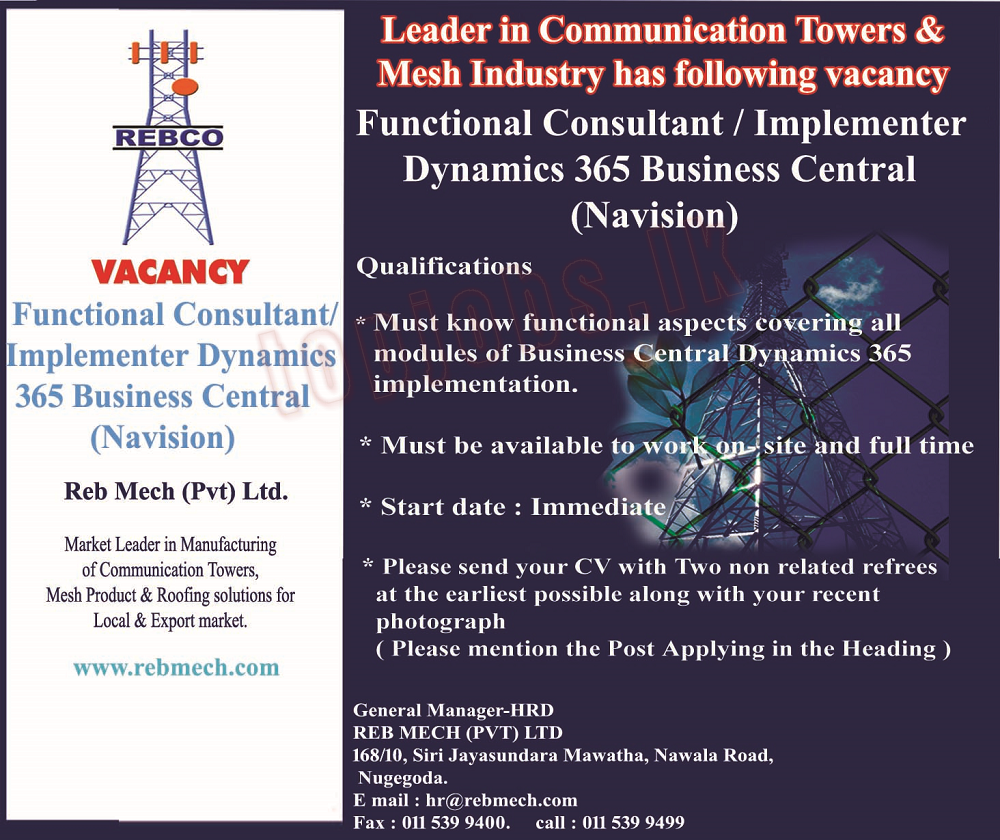 REBCO
VACANCY
Functional Consultant/
Implementer Dynamics
365 Business Central
(Navision)
Reb Mech (Pvt) Ltd.
Market Leader in Manufacturing
of Communication Towers,
Mesh Product & Roofing solutions for
Local & Export market.
www.rebmech.com
Leader in Communication Towers &
Mesh Industry has following vacancy
Functional Consultant / Implementer
Dynamics 365 Business Central
(Navision)
Qualifications
* Must know functional aspects covering all
modules of Business Central Dynamics 365
implementation.
* Must be available to work on- site and full time
* Start date : Immediate
* Please send your CV with Two non related refrees
at the earliest possible along with your recent
photograph
( Please mention the Post Applying in the Heading )
General Manager-HRD
REB MECH (PVT) LTD
168/10, Siri Jayasundara Mawatha, Nawala Road,
Nugegoda.
E mail : hr@rebmech.com
Fax : 011 539 9400. call : 011 539 9499
topjobs.lk